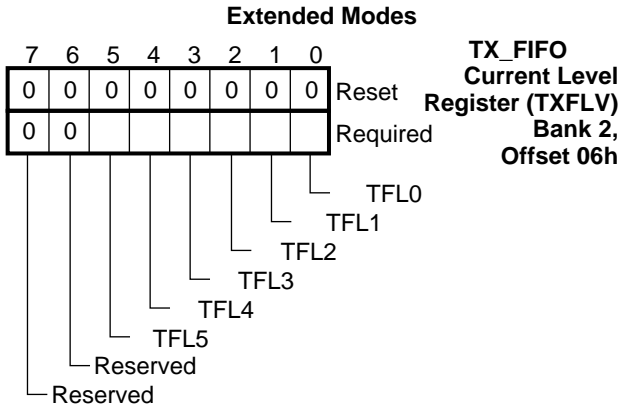 Extended Modes
7 6 5 4 3 2 1 0
0 0 0 0 0 0 0 0 Reset
0 0 Required
TX_FIFO
Current Level
Register (TXFLV)
Bank 2,
Offset 06h
TFL0
TFL1
TFL2
TFL3
TFL4
TFL5
Reserved
Reserved